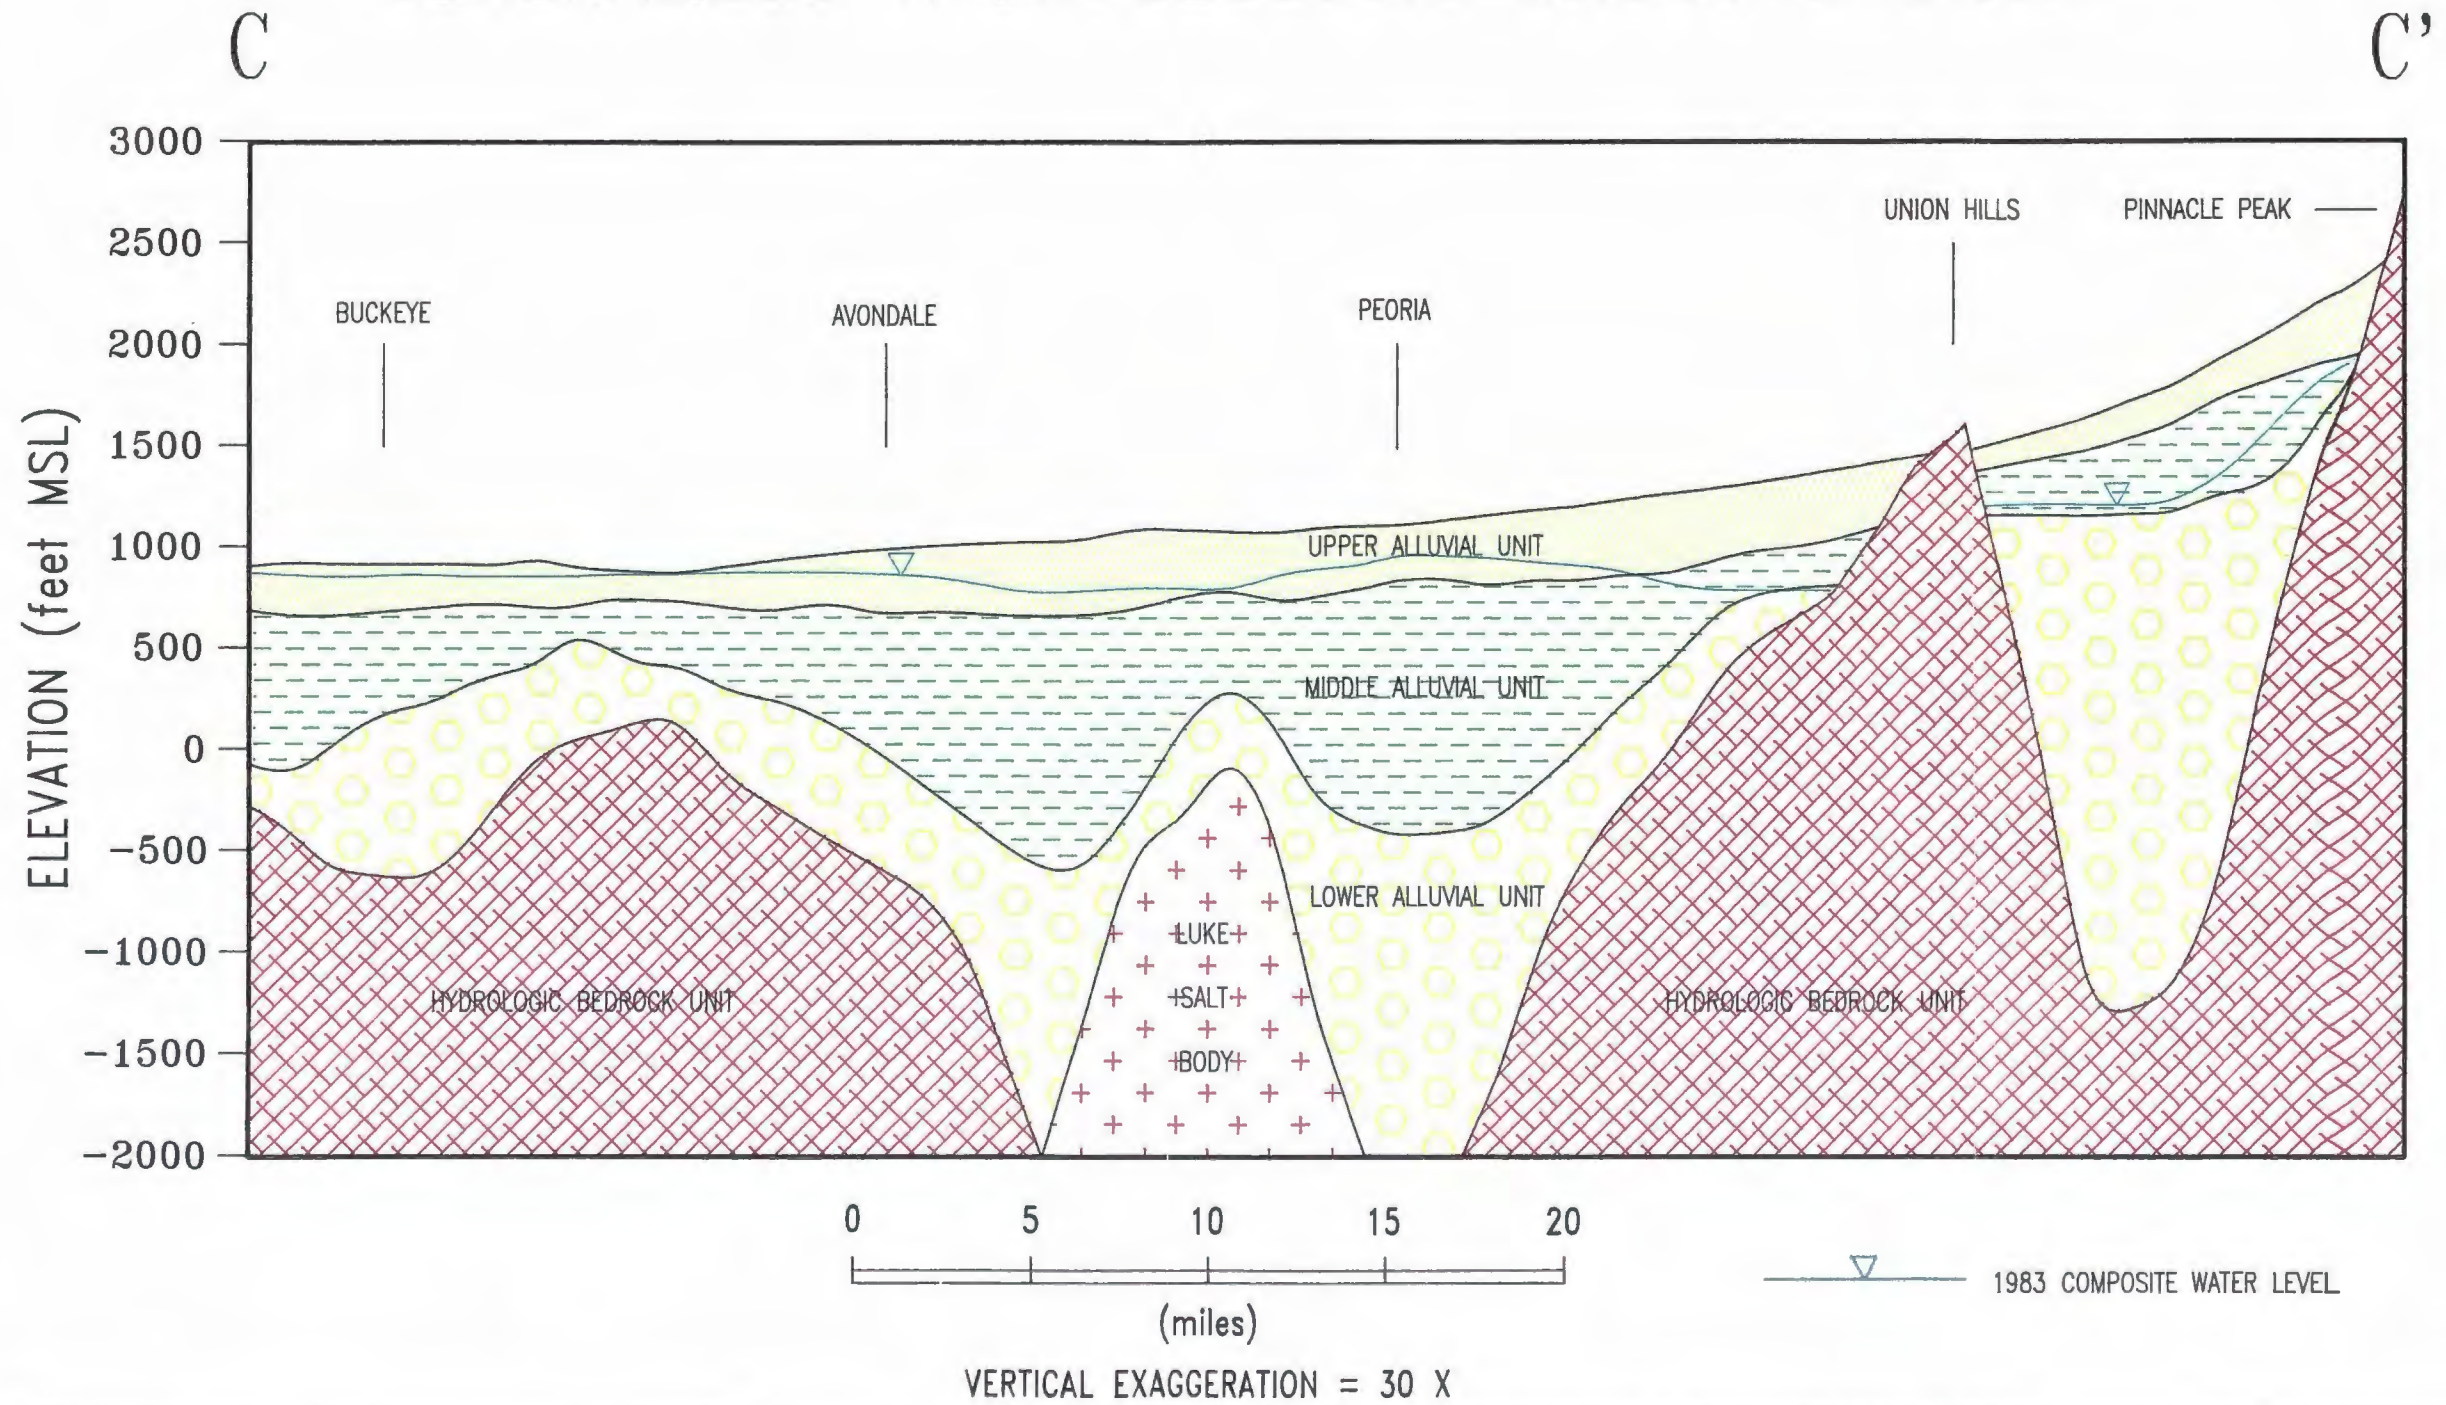 C C'
3000
UNION HILLS PINNACLE PEAK
2500
BUCKEYE AVONDALE PEORIA
2000
1500
1000
UPPER ALLUVIAL UNIT
500
MIDDLE ALLUVIAL UNIT
0
-500
LOWER ALLUVIAL UNIT
LUKE
-1000
SALT
HYDROLOGIC BEDROCK UNIT HYDROLOGIC BEDROCK UNIT
BODY
-1500
-2000
ELEVATION (feet MSL)
0 5 10 15 20
1983 COMPOSITE WATER LEVEL
(miles)
VERTICAL EXAGGERATION = 30 X